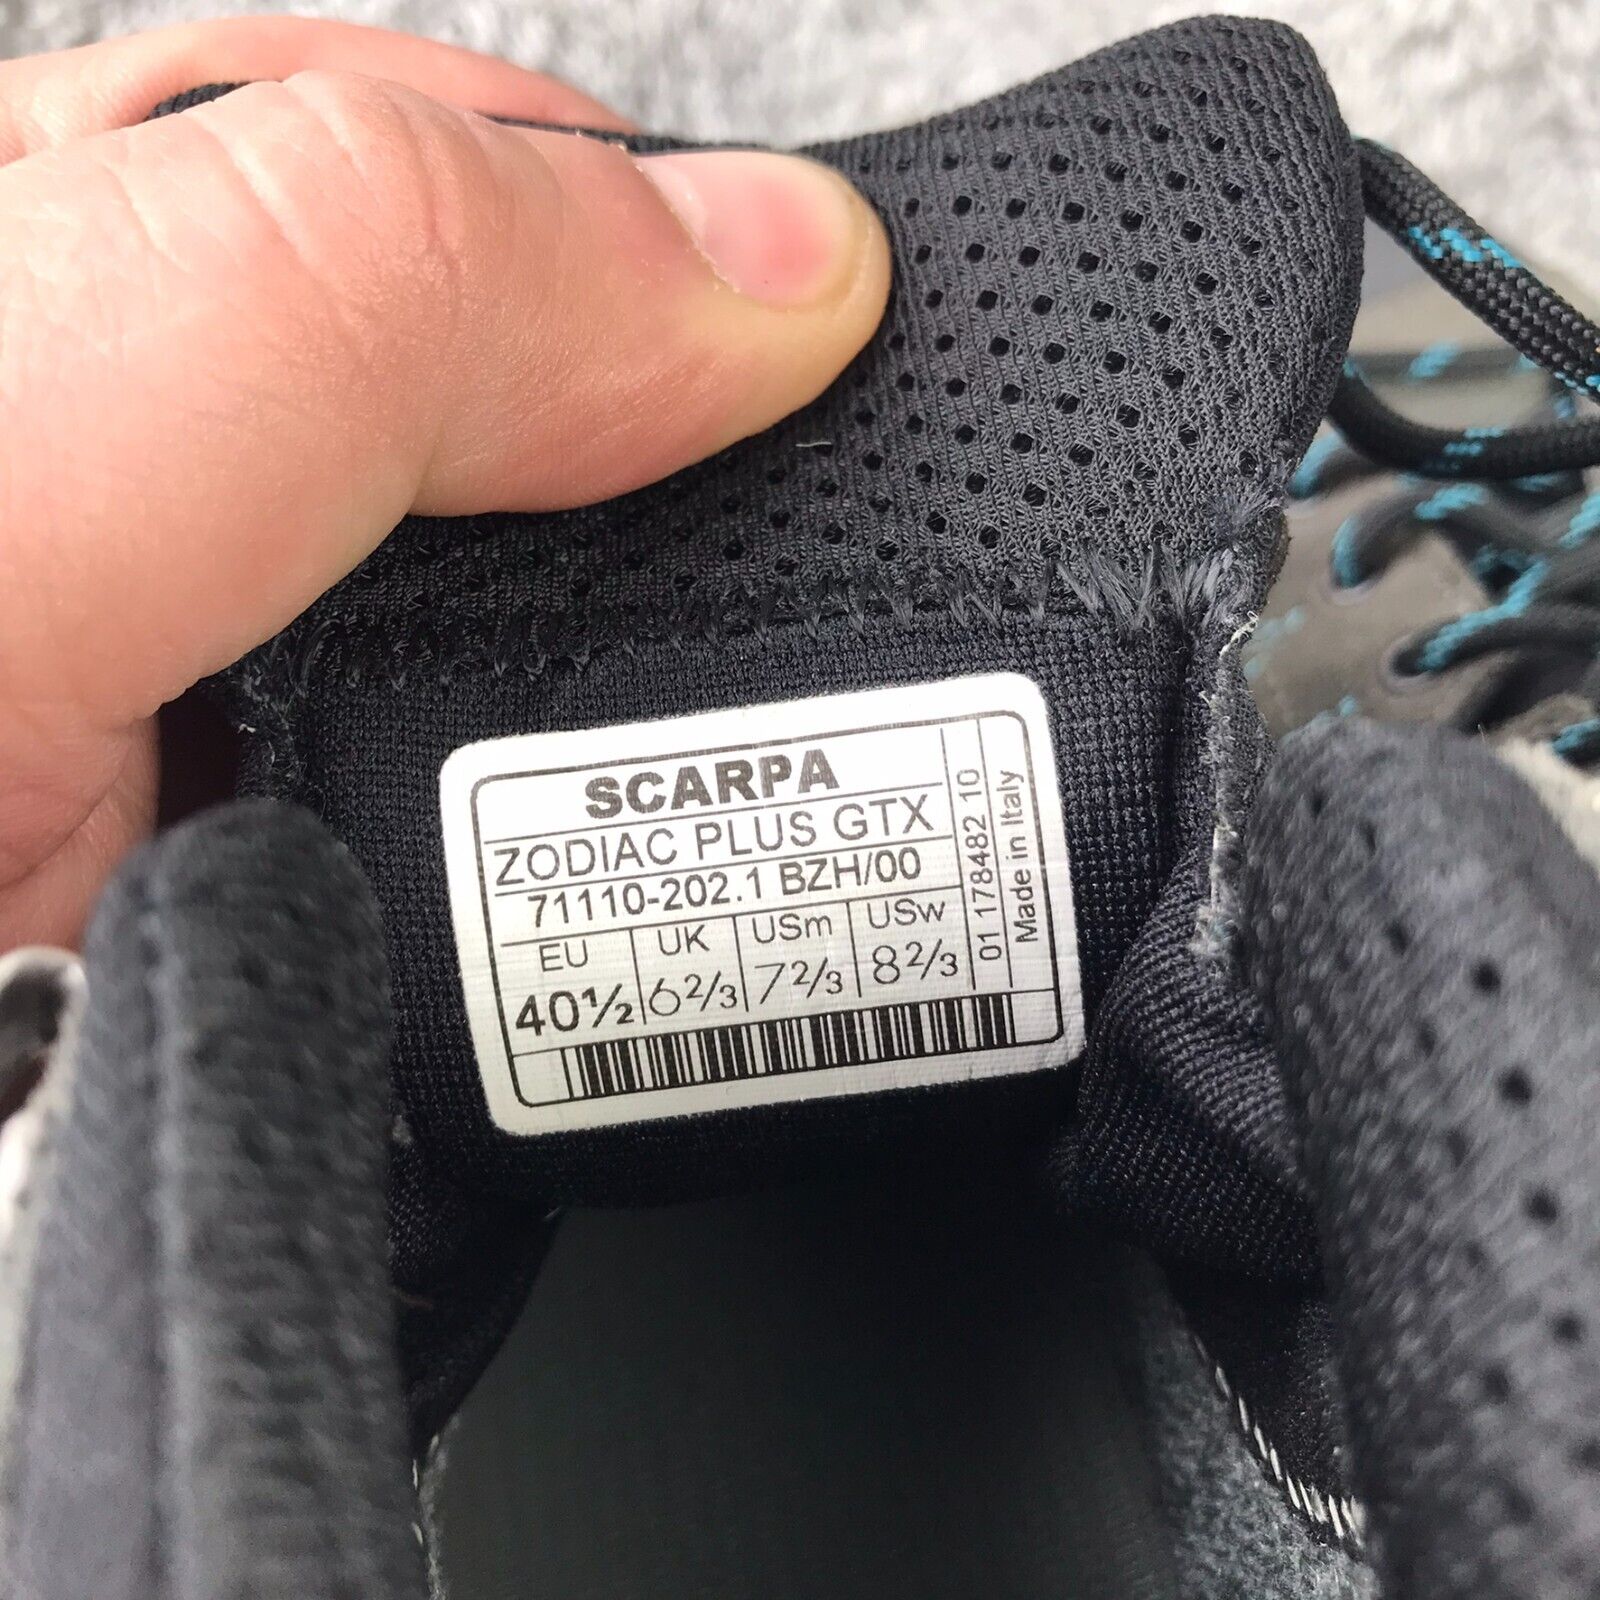 SCARPA
ZODIAC PLUS GTX
71110-202.1 BZH/00
EU UK USm USw
40½ 6⅔ 7⅔ 8⅔
01 178482 10
Made in Italy